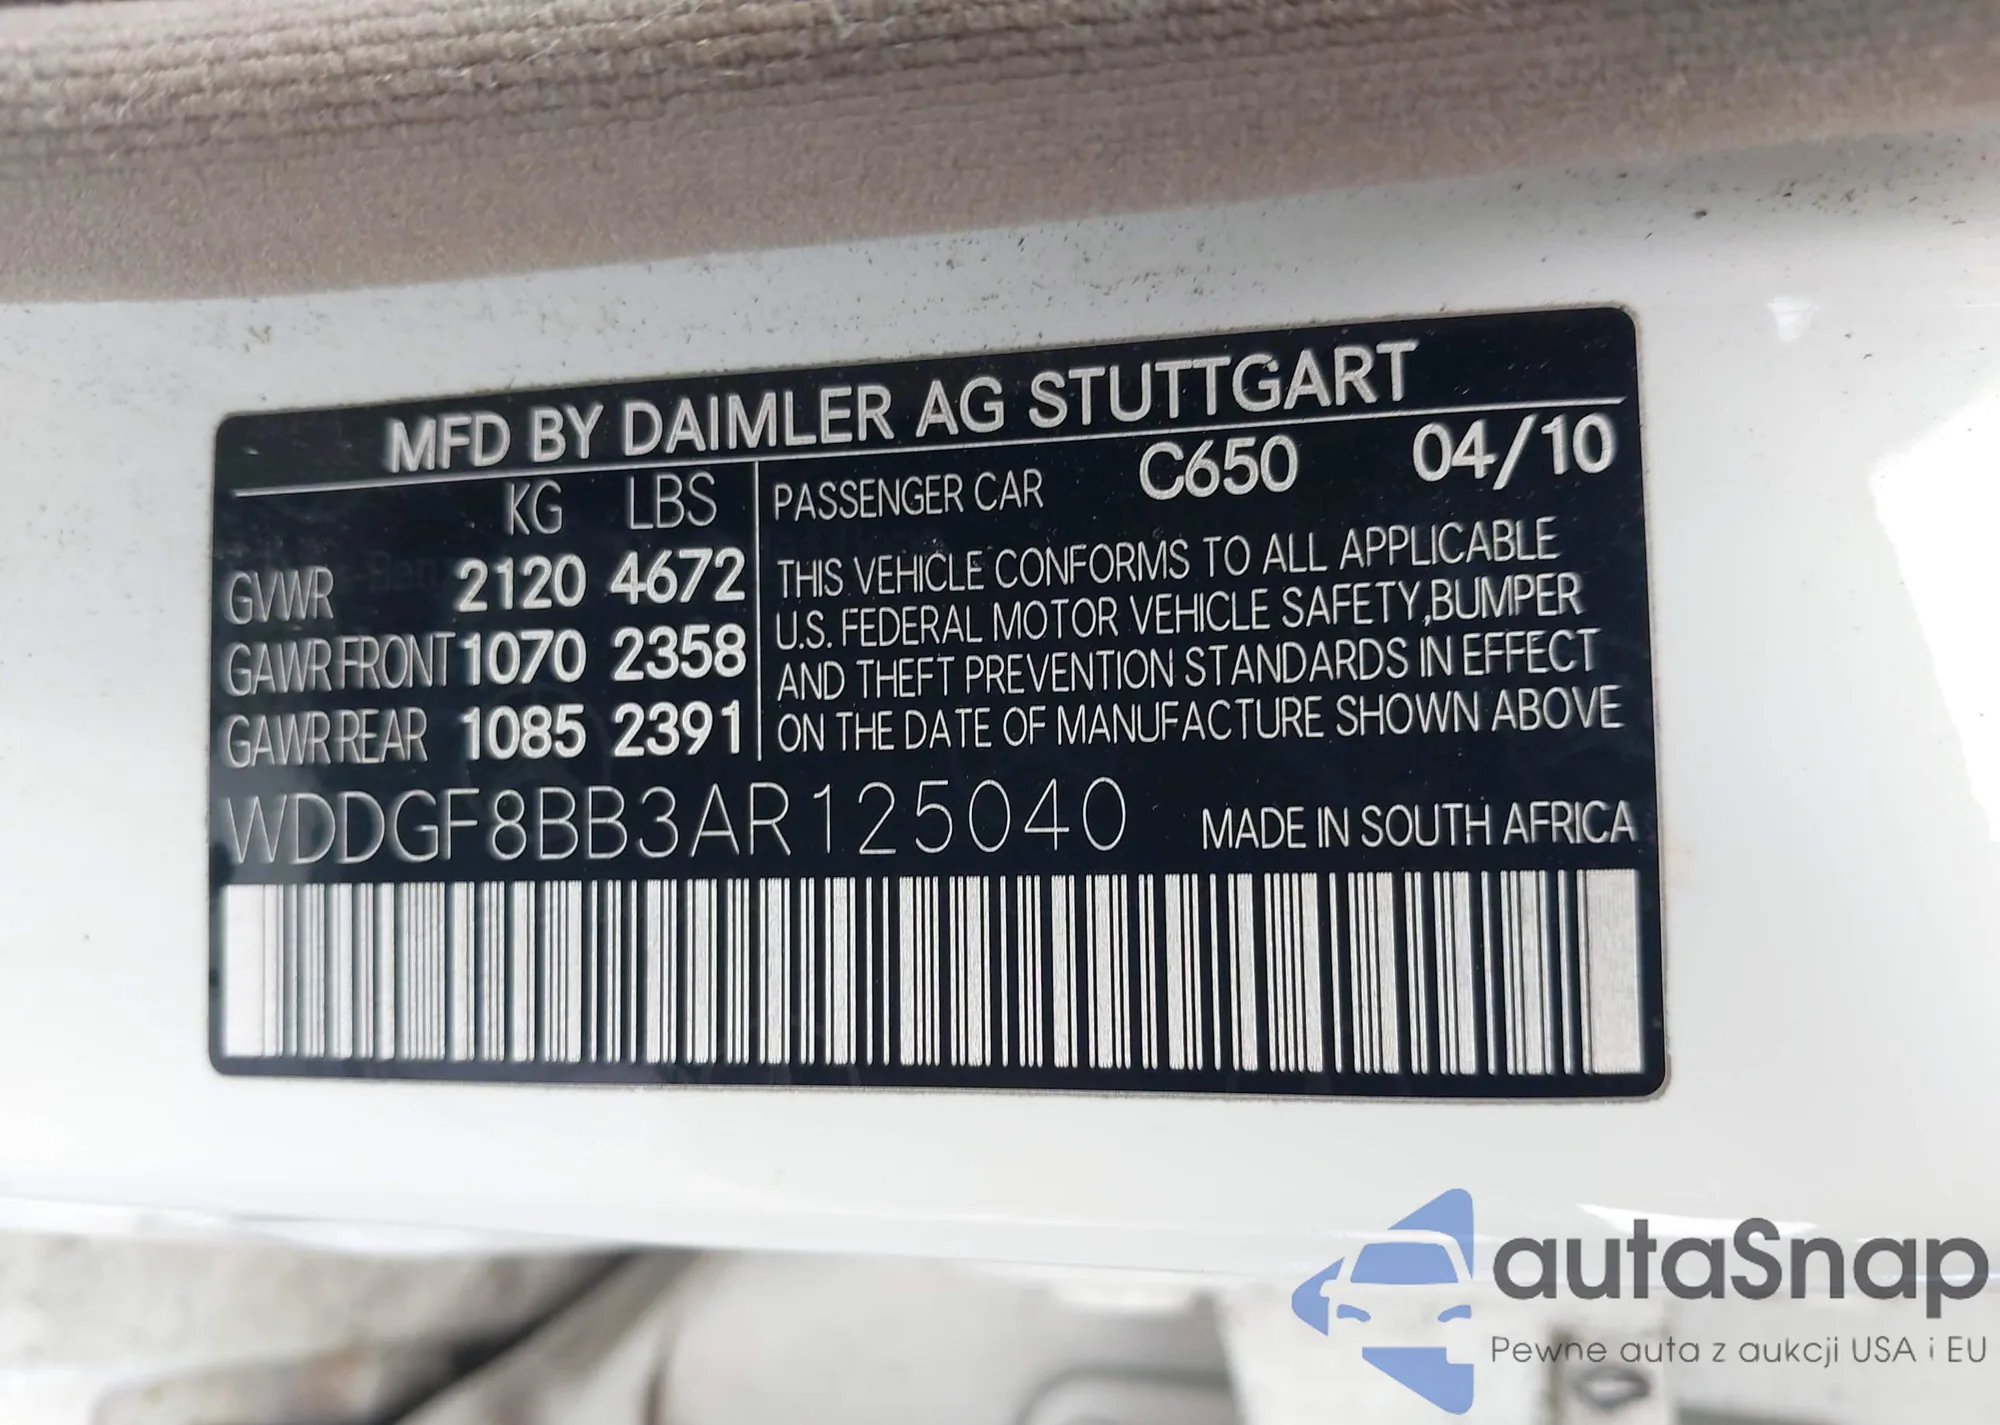 MFD BY DAIMLER AG STUTTGART
KG LBS
GVWR 2120 4672
GAWR FRONT 1070 2358
GAWR REAR 1085 2391
PASSENGER CAR C650 04/10
THIS VEHICLE CONFORMS TO ALL APPLICABLE
U.S. FEDERAL MOTOR VEHICLE SAFETY,BUMPER
AND THEFT PREVENTION STANDARDS IN EFFECT
ON THE DATE OF MANUFACTURE SHOWN ABOVE
WDDGF8BB3AR125040 MADE IN SOUTH AFRICA
autaSnap
Pewne auta z aukcji USA i EU